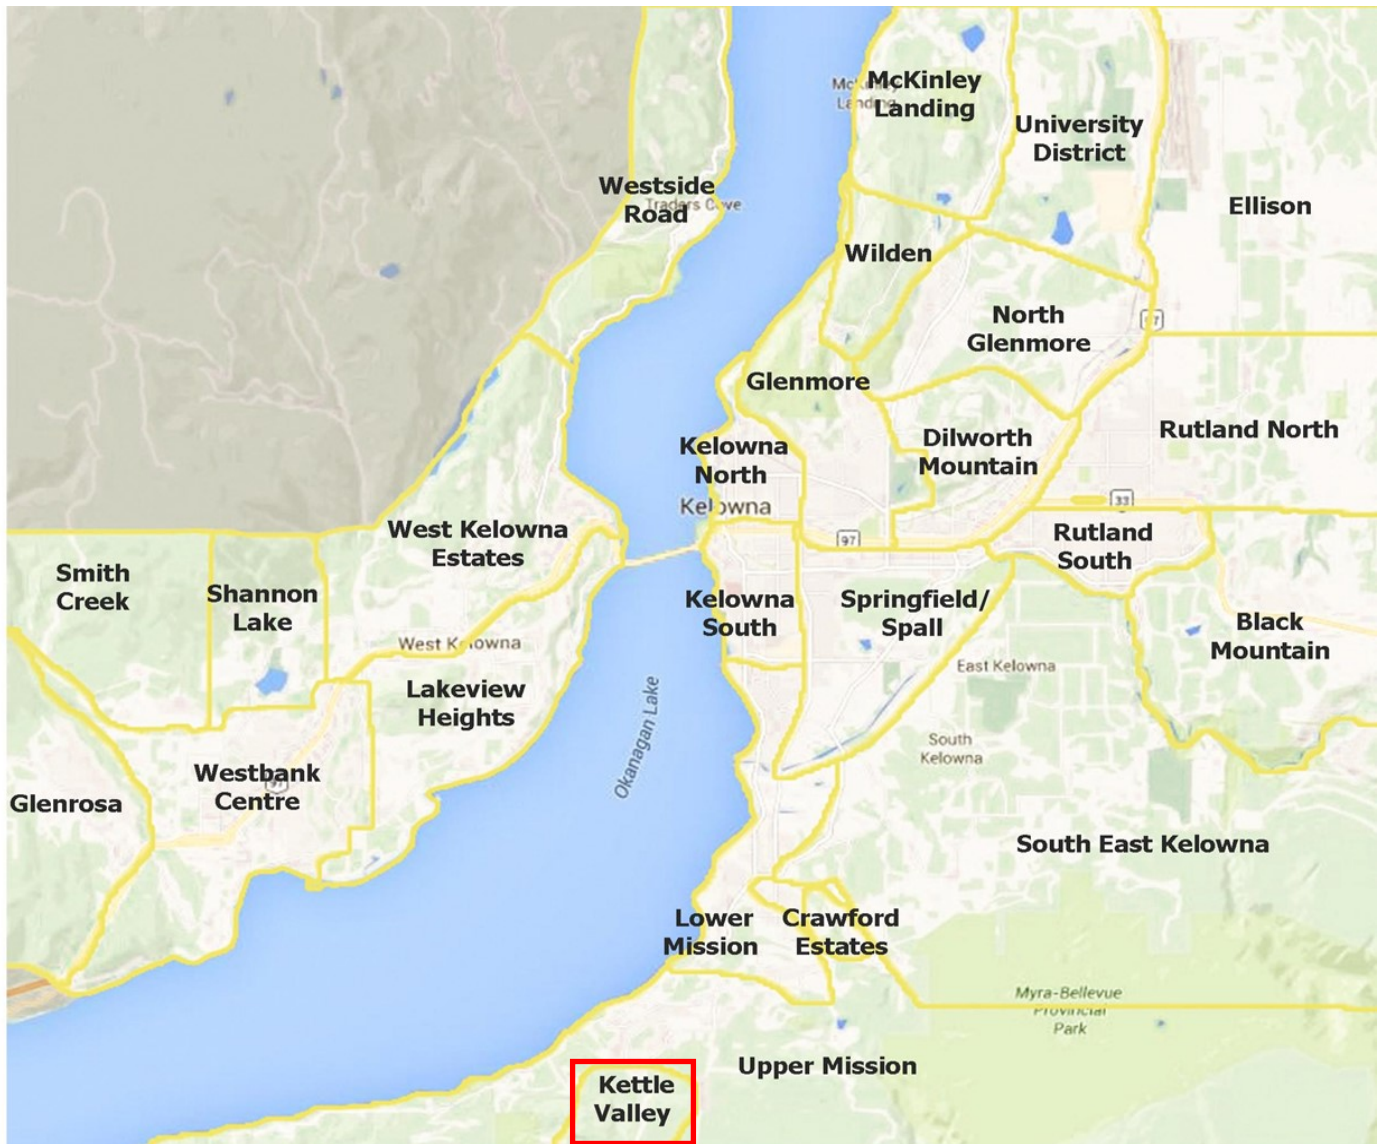 McKinley
Landing
McKinley
Landing
University
District
Westside
Road
Traders Cove
Ellison
Wilden
North
Glenmore
97
Glenmore
Rutland North
Dilworth
Mountain
Kelowna
North
Kelowna
33
West Kelowna
Estates
97
Rutland
South
Smith
Creek
Shannon
Lake
Kelowna
South
Springfield/
Spall
Black
Mountain
West Kelowna
East Kelowna
Lakeview
Heights
Okanagan Lake
South
Kelowna
Westbank
Centre
97
Glenrosa
South East Kelowna
Lower
Mission
Crawford
Estates
Myra-Bellevue
Provincial
Park
Upper Mission
Kettle
Valley